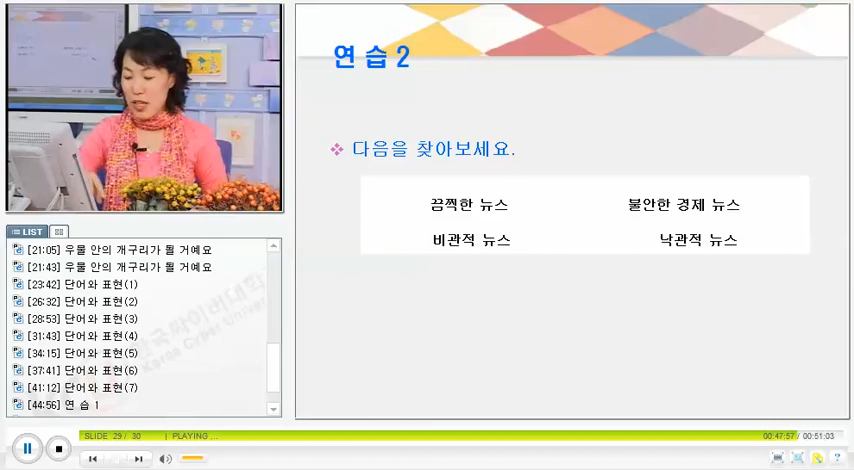 연 습 2
다음을 찾아보세요.
끔찍한 뉴스 불안한 경제 뉴스
비관적 뉴스 낙관적 뉴스
LIST
[21:05] 우물 안의 개구리가 될 거예요
[21:43] 우물 안의 개구리가 될 거예요
[23:42] 단어와 표현(1)
[26:32] 단어와 표현(2)
[28:53] 단어와 표현(3)
[31:43] 단어와 표현(4)
[34:15] 단어와 표현(5)
[37:41] 단어와 표현(6)
[41:12] 단어와 표현(7)
[44:56] 연 습 1
SLIDE 29 / 30 | PLAYING ... 00:47:57 / 00:51:03